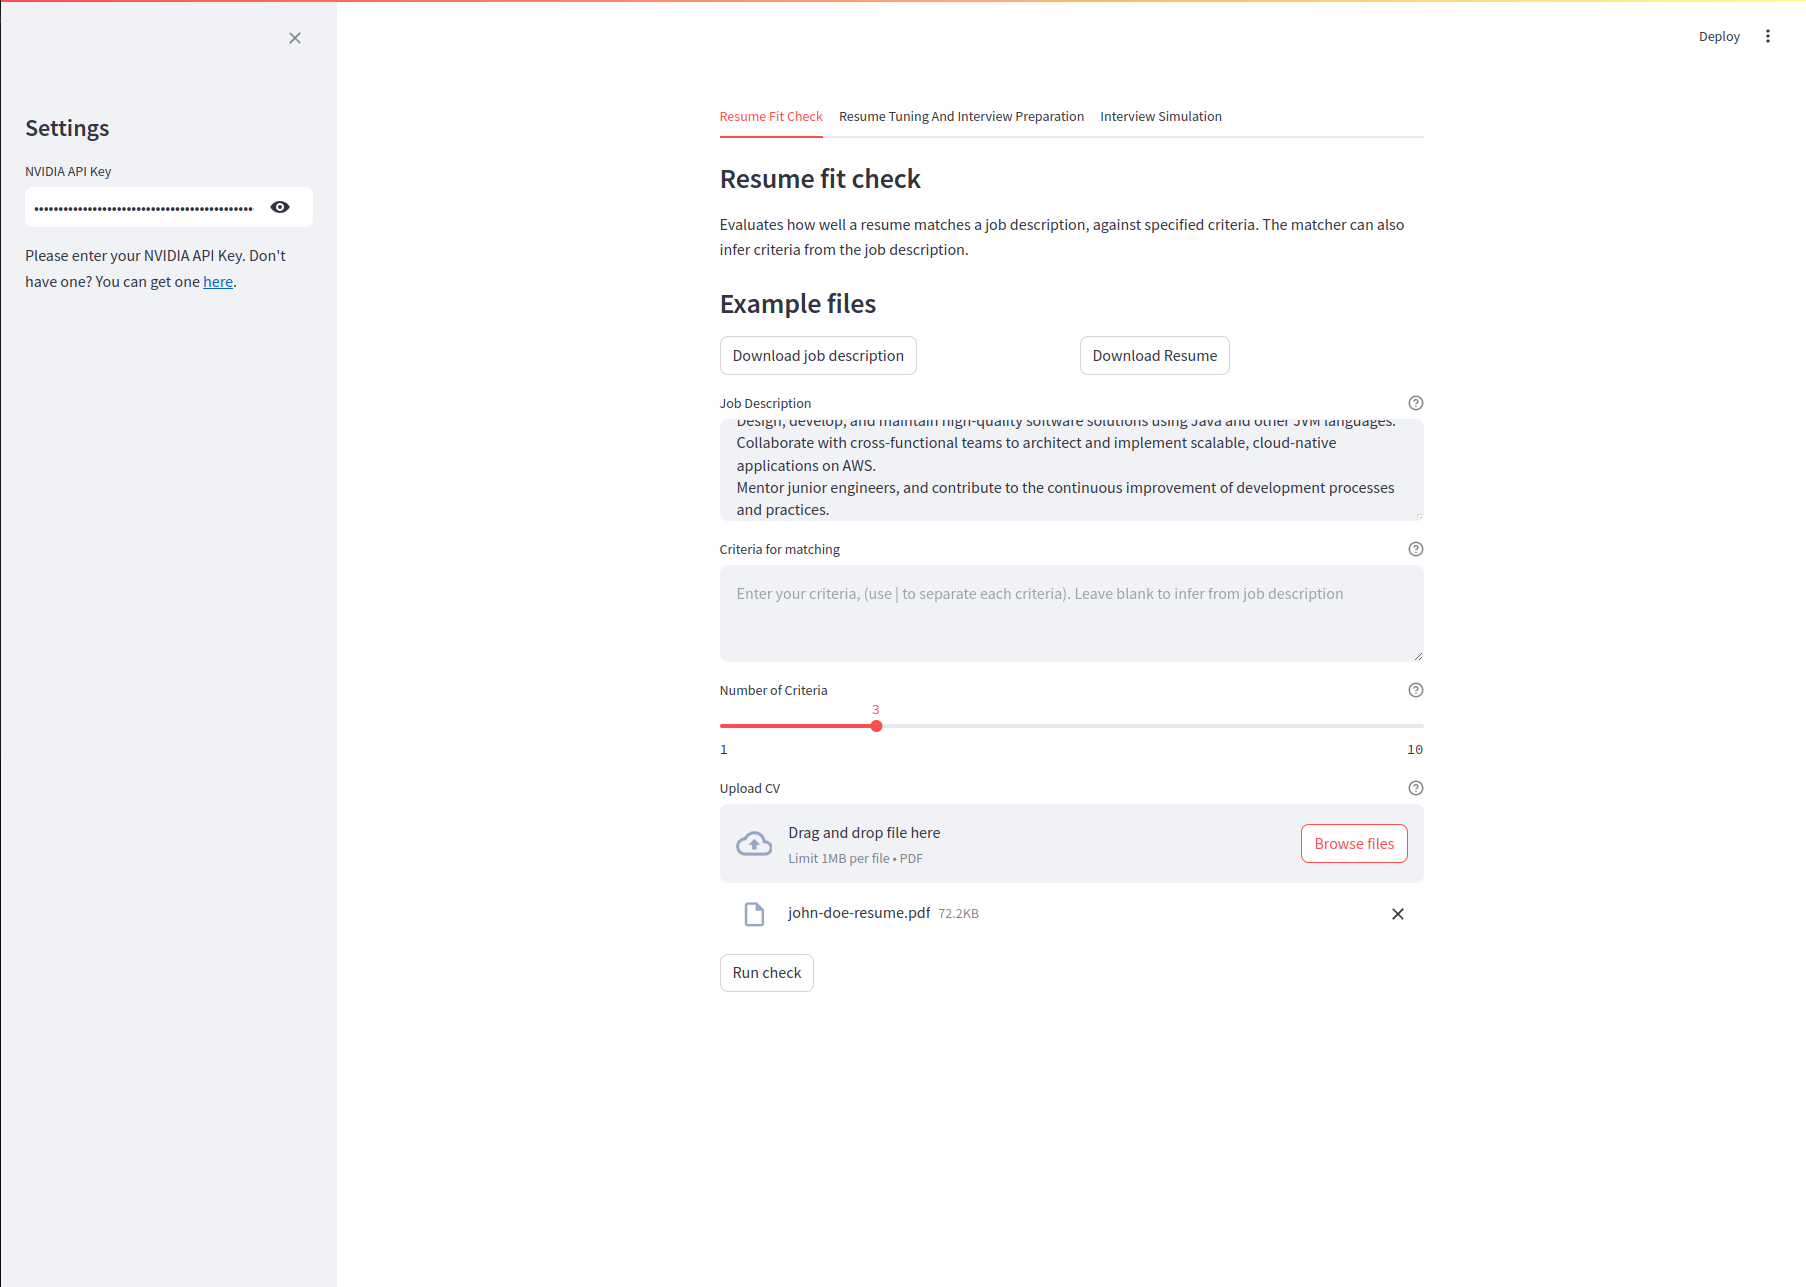 Deploy
Settings
NVIDIA API Key
Please enter your NVIDIA API Key. Don't
have one? You can get one here.
Resume Fit Check
Resume Tuning And Interview Preparation
Interview Simulation
Resume fit check
Evaluates how well a resume matches a job description, against specified criteria. The matcher can also
infer criteria from the job description.
Example files
Download job description
Download Resume
Job Description
Design, develop, and maintain high-quality software solutions using Java and other JVM languages.
Collaborate with cross-functional teams to architect and implement scalable, cloud-native
applications on AWS.
Mentor junior engineers, and contribute to the continuous improvement of development processes
and practices.
Criteria for matching
Enter your criteria, (use | to separate each criteria). Leave blank to infer from job description
Number of Criteria
3
1
10
Upload CV
Drag and drop file here
Limit 1MB per file • PDF
Browse files
john-doe-resume.pdf 72.2KB
Run check